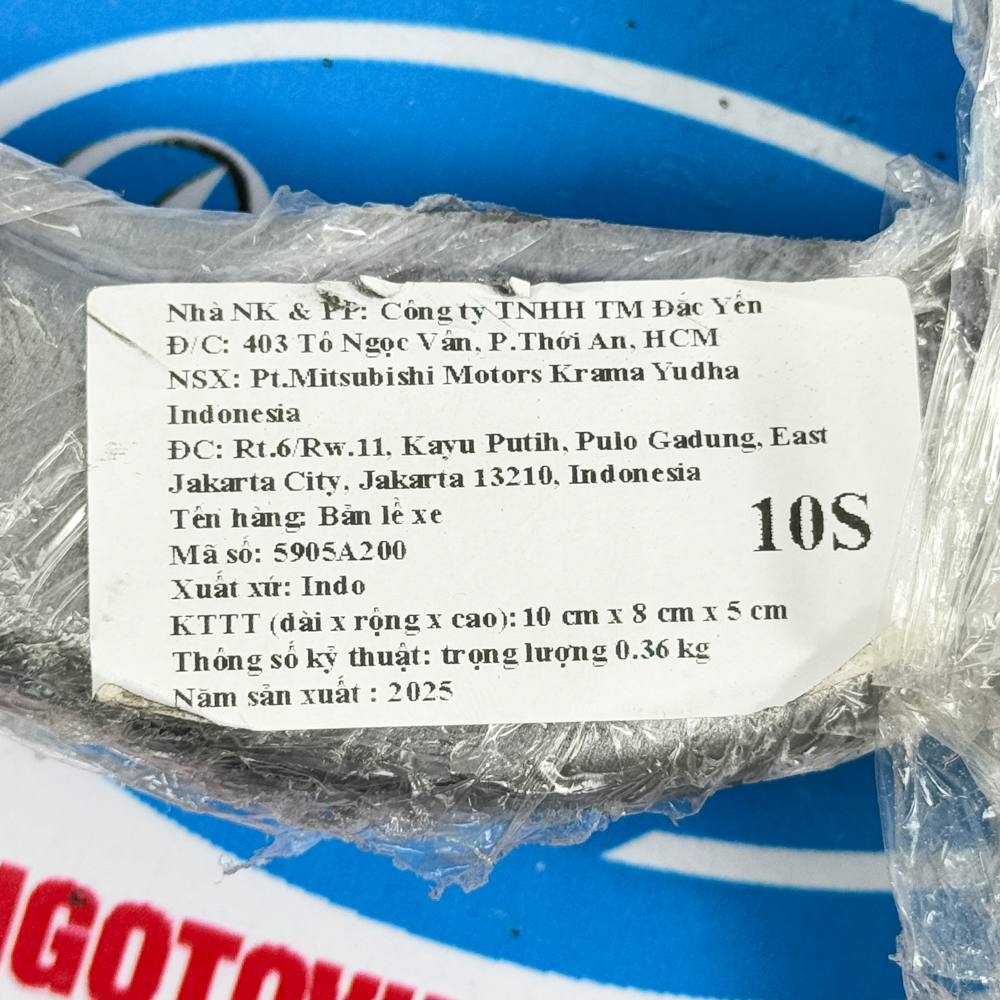 Nhà NK & PP: Công ty TNHH TM Đắc Yến
Đ/C: 403 Tô Ngọc Vân, P.Thới An, HCM
NSX: Pt.Mitsubishi Motors Krama Yudha
Indonesia
ĐC: Rt.6/Rw.11, Kayu Putih, Pulo Gadung, East
Jakarta City, Jakarta 13210, Indonesia
Tên hàng: Bản lề xe
10S
Mã số: 5905A200
Xuất xứ: Indo
KTTT (dài x rộng x cao): 10 cm x 8 cm x 5 cm
Thông số kỹ thuật: trọng lượng 0.36 kg
Năm sản xuất : 2025